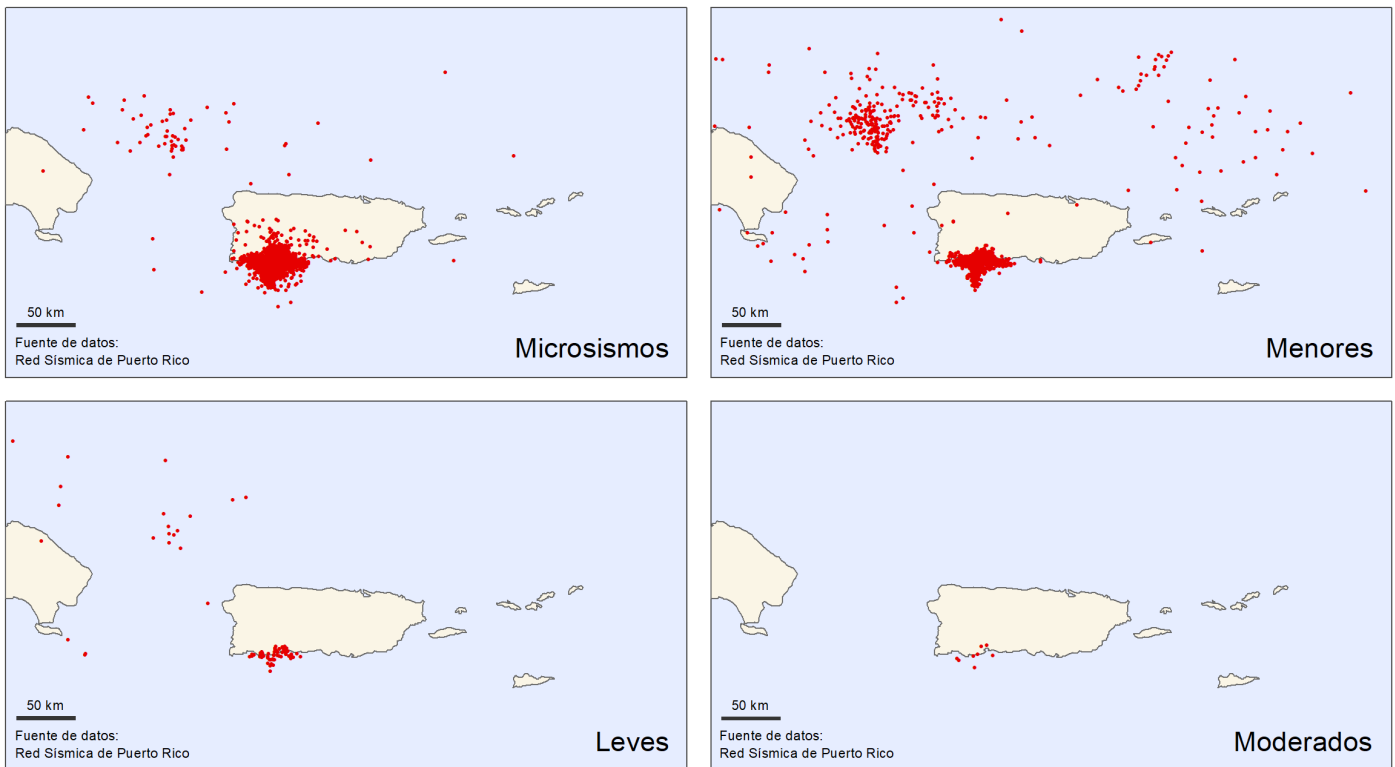 50 km
Fuente de datos:
Red Sísmica de Puerto Rico
Microsismos
50 km
Fuente de datos:
Red Sísmica de Puerto Rico
Menores
50 km
Fuente de datos:
Red Sísmica de Puerto Rico
Leves
50 km
Fuente de datos:
Red Sísmica de Puerto Rico
Moderados